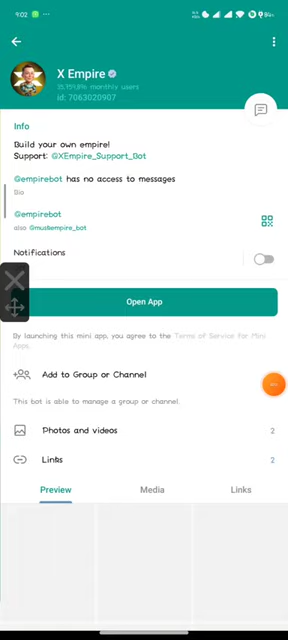 9:02
84%
X Empire
monthly users
id: 7063020907
Info
Build your own empire!
Support: @XEmpire_Support_Bot
@empirebot has no access to messages
Bio
@empirebot
also @muskempire_bot
Notifications
Open App
By launching this mini app, you agree to the Terms of Service for Mini
Apps.
Add to Group or Channel
This bot is able to manage a group or channel.
Photos and videos 2
Links 2
Preview Media Links